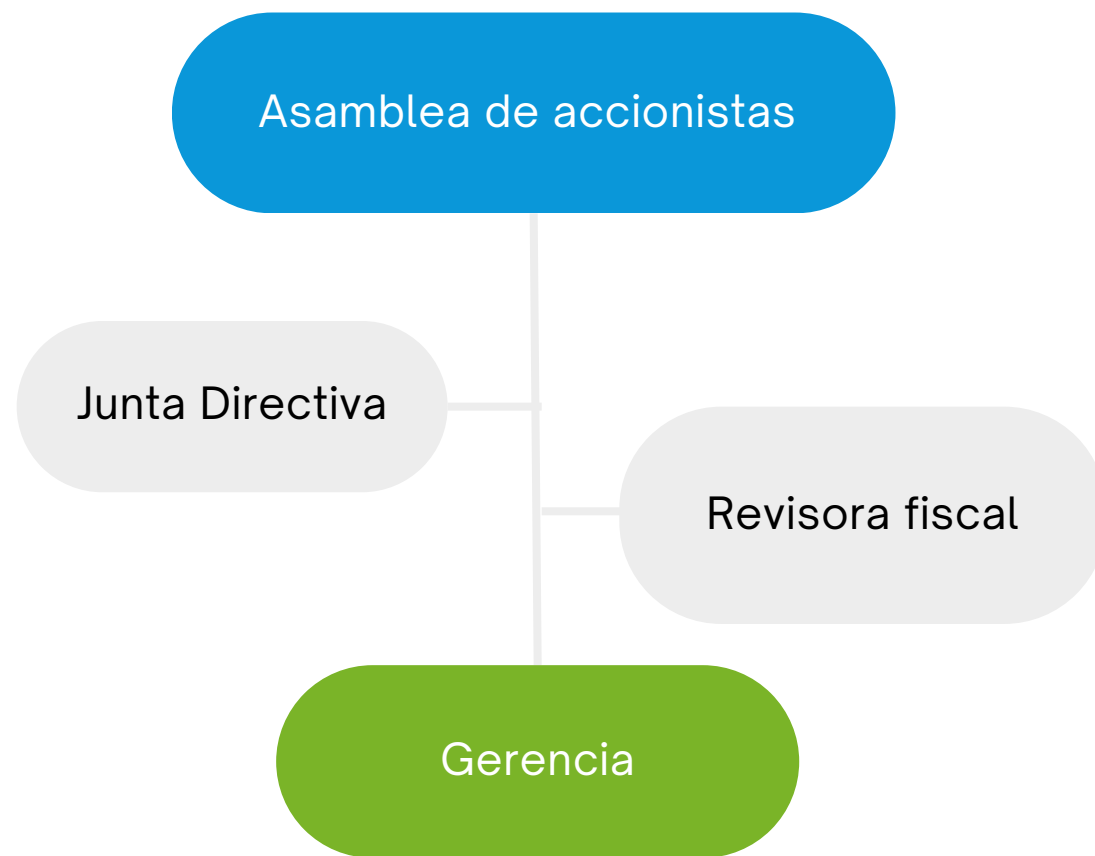 Asamblea de accionistas
Junta Directiva
Revisora fiscal
Gerencia